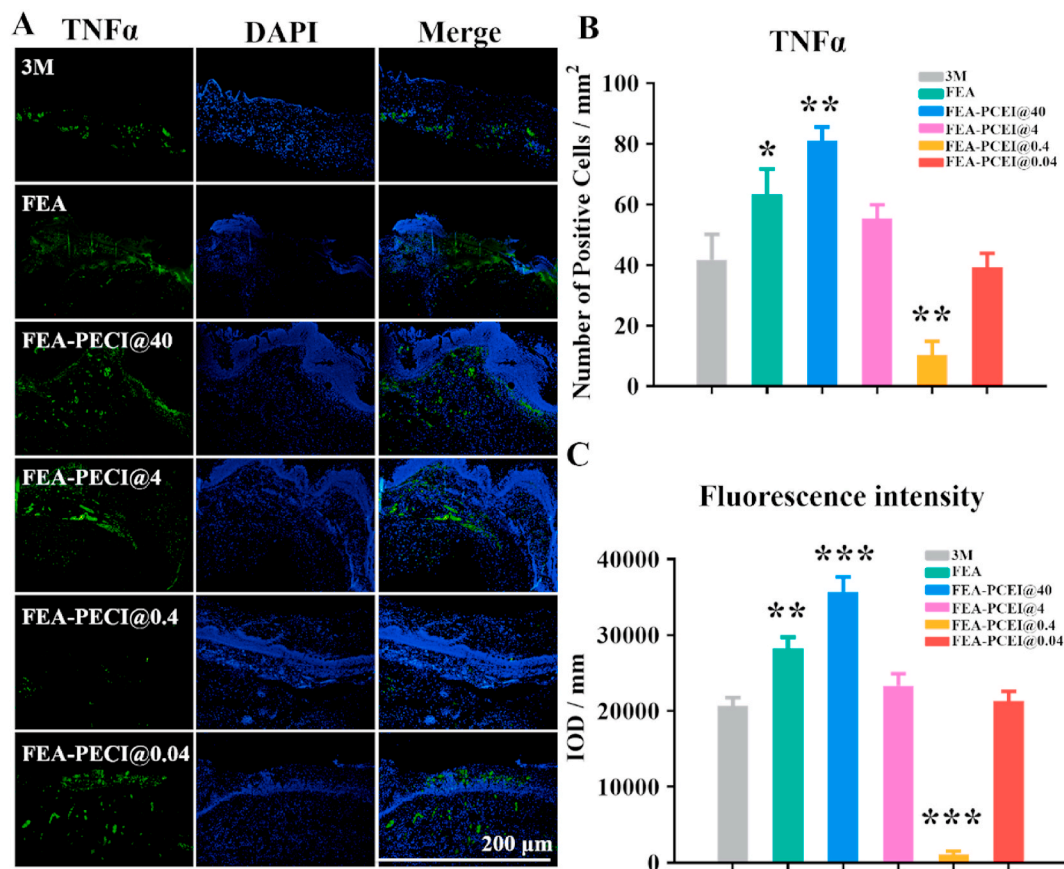 A
TNFα DAPI Merge
3M
FEA
FEA-PECI@40
FEA-PECI@4
FEA-PECI@0.4
FEA-PECI@0.04
200 μm
B
TNFα
Number of Positive Cells / mm²
100
80
60
40
20
0
*
**
**
3M
FEA
FEA-PCEI@40
FEA-PCEI@4
FEA-PCEI@0.4
FEA-PCEI@0.04
C
Fluorescence intensity
IOD / mm
40000
30000
20000
10000
0
**
***
***
3M
FEA
FEA-PCEI@40
FEA-PCEI@4
FEA-PCEI@0.4
FEA-PCEI@0.04